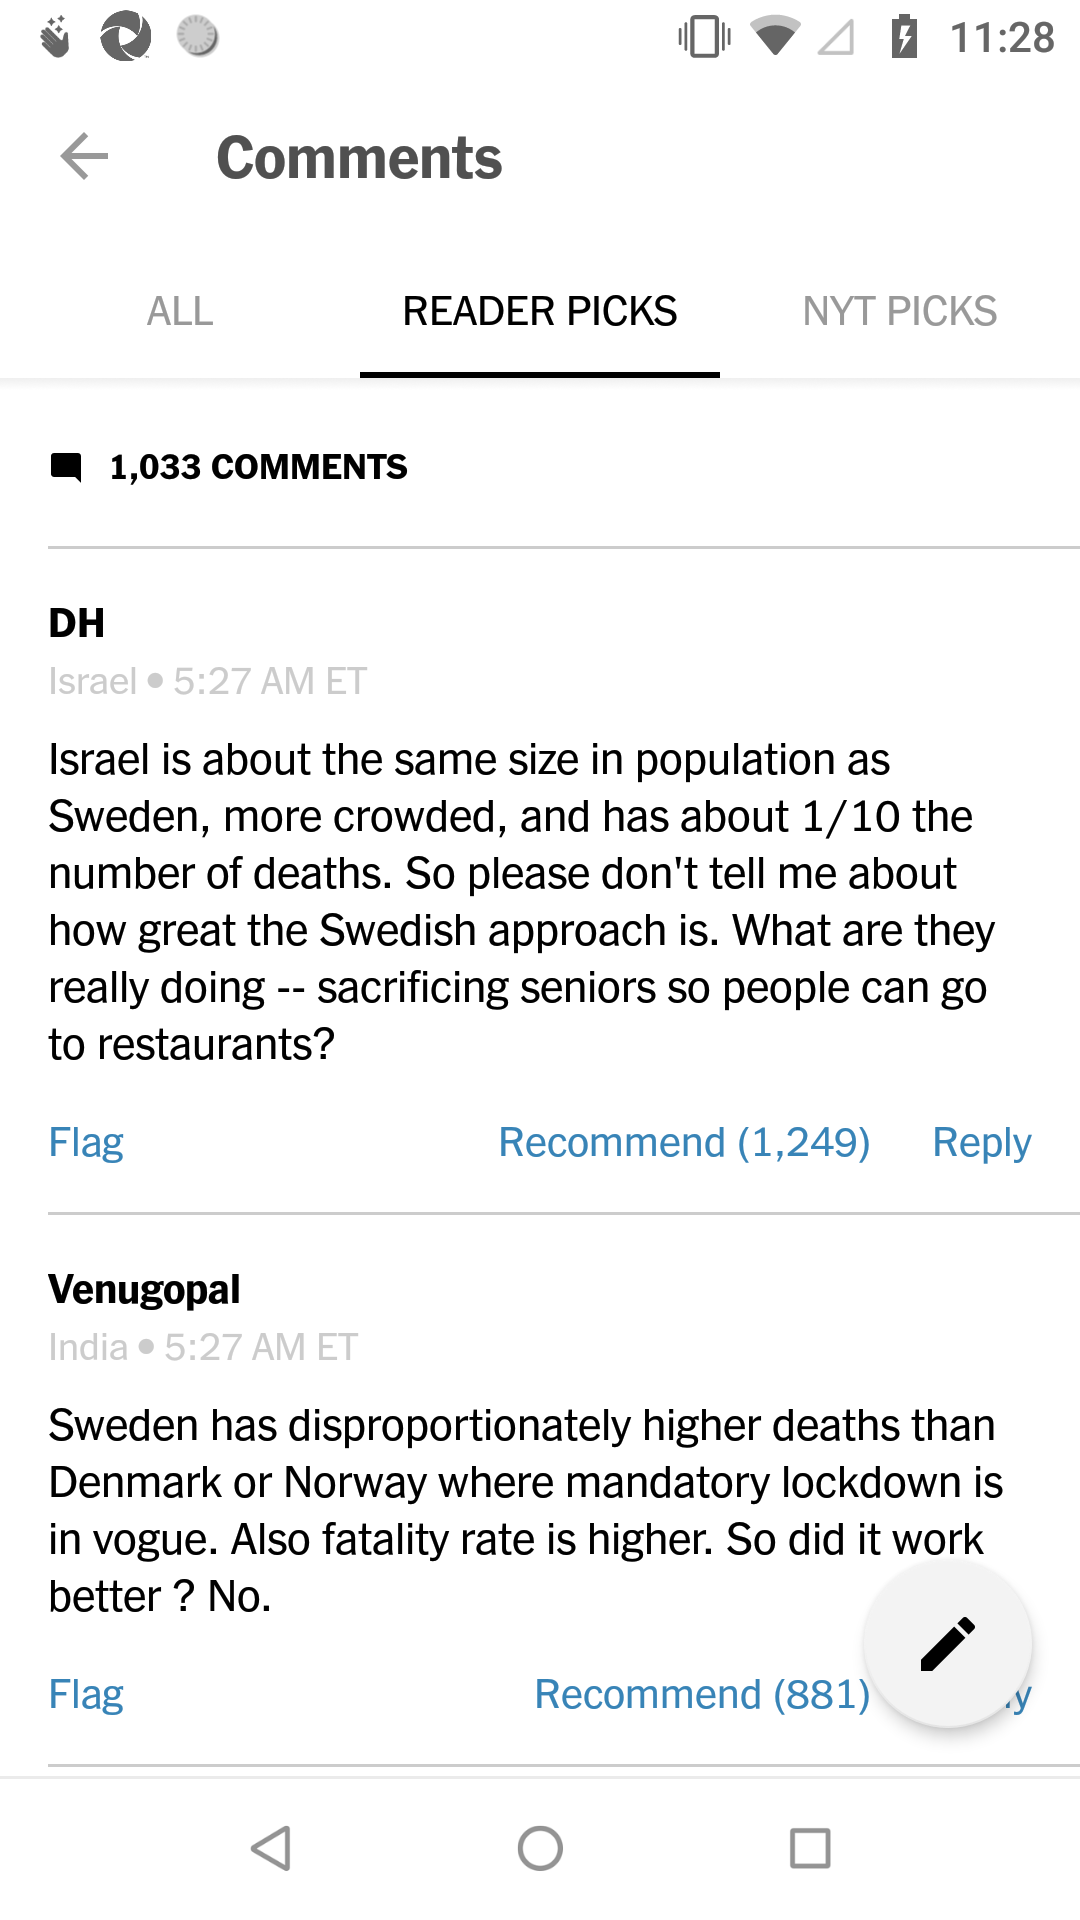 11:28
Comments
ALL READER PICKS NYT PICKS
1,033 COMMENTS
DH
Israel • 5:27 AM ET
Israel is about the same size in population as
Sweden, more crowded, and has about 1/10 the
number of deaths. So please don't tell me about
how great the Swedish approach is. What are they
really doing -- sacrificing seniors so people can go
to restaurants?
Flag Recommend (1,249) Reply
Venugopal
India • 5:27 AM ET
Sweden has disproportionately higher deaths than
Denmark or Norway where mandatory lockdown is
in vogue. Also fatality rate is higher. So did it work
better ? No.
Flag Recommend (881)